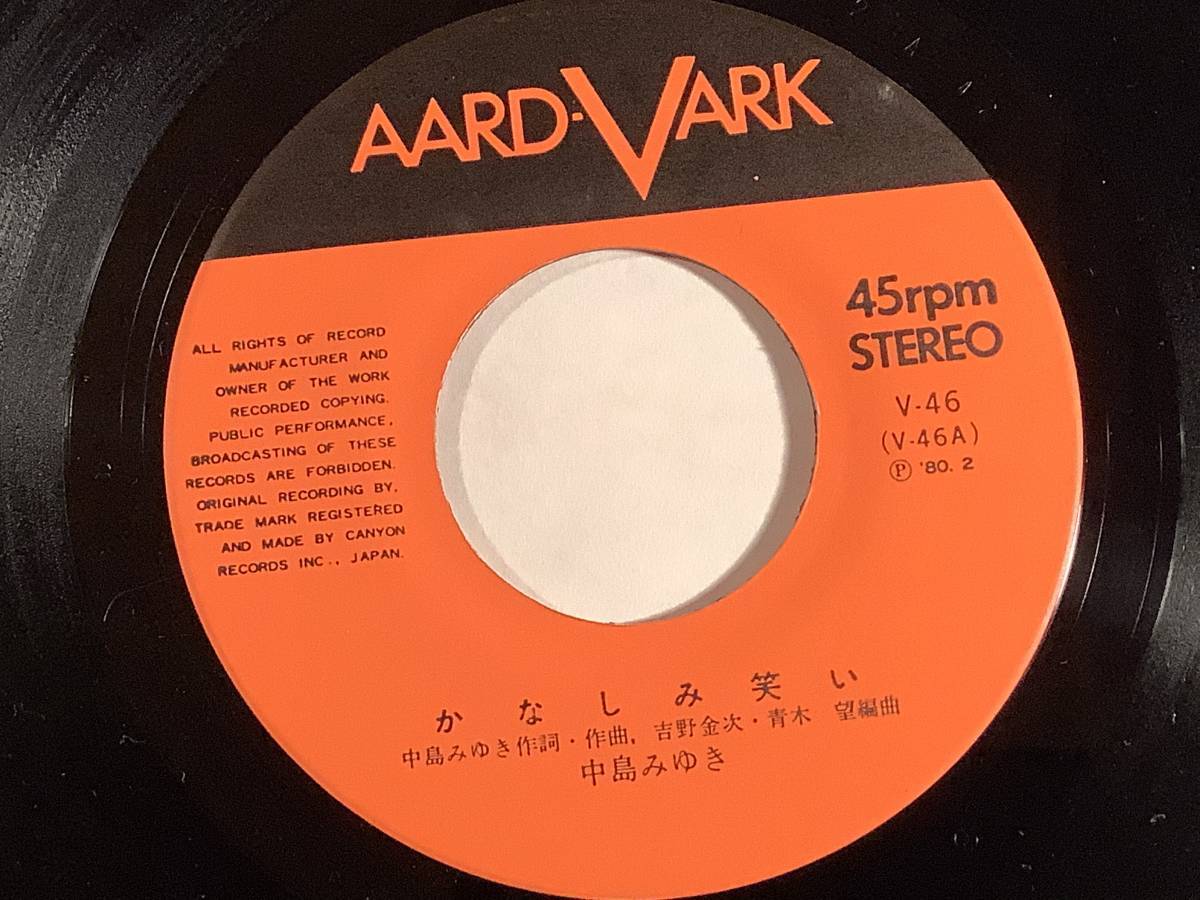 AARD-VARK
45rpm
STEREO
V-46
(V-46A)
Ⓟ '80. 2
ALL RIGHTS OF RECORD
MANUFACTURER AND
OWNER OF THE WORK
RECORDED COPYING.
PUBLIC PERFORMANCE,
BROADCASTING OF THESE
RECORDS ARE FORBIDDEN.
ORIGINAL RECORDING BY,
TRADE MARK REGISTERED
AND MADE BY CANYON
RECORDS INC., JAPAN.
かなしみ笑い
中島みゆき作詞・作曲, 吉野金次・青木 望編曲
中島みゆき